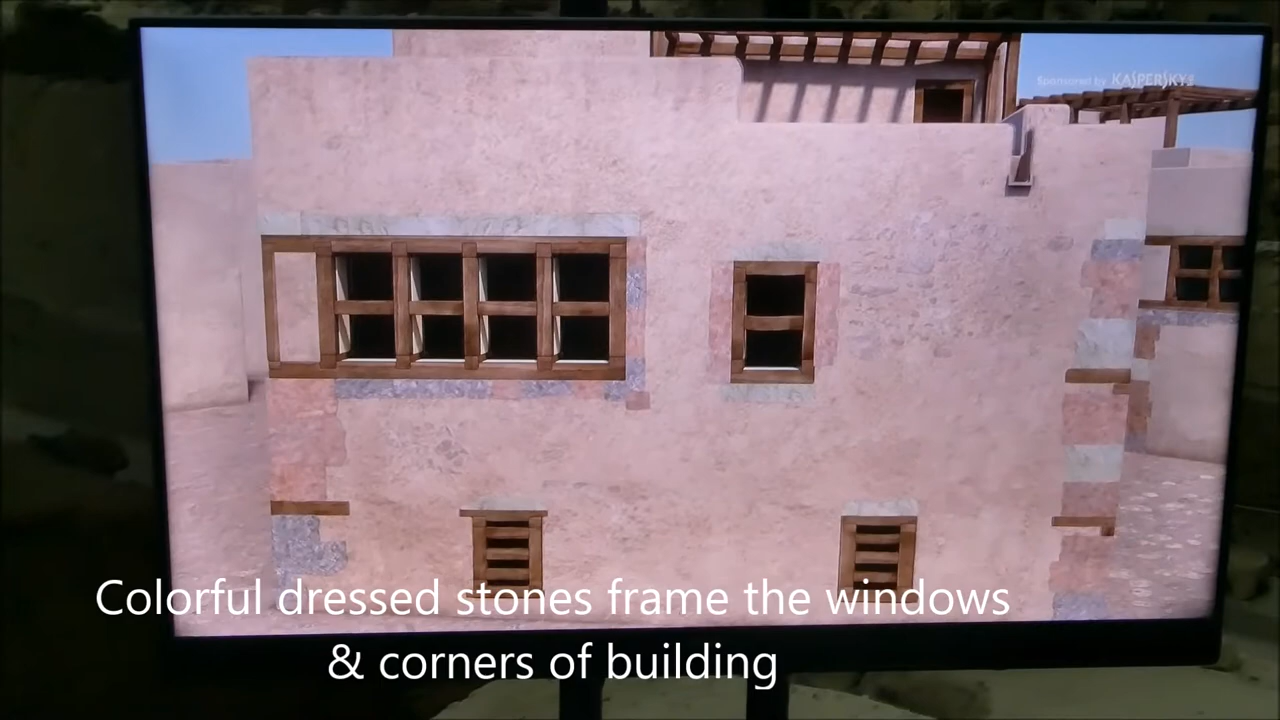 Sponsored by KASPERSKY
Colorful dressed stones frame the windows
& corners of building